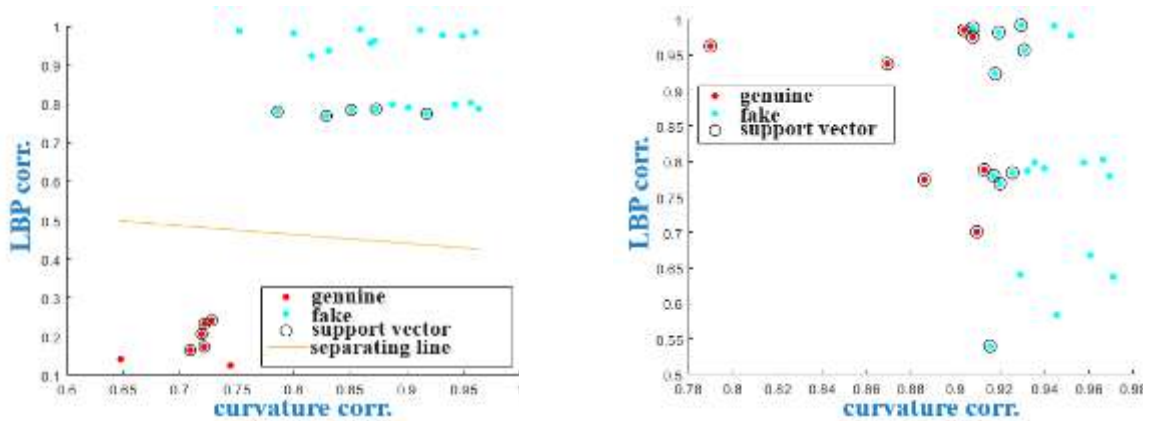 1
0.9
0.8
0.7
0.6
0.5
0.4
0.3
0.2
0.1
LBP corr.
genuine
fake
support vector
separating line
0.6 0.65 0.7 0.75 0.8 0.85 0.9 0.95
curvature corr.
1
0.95
0.9
0.85
0.8
0.75
0.7
0.65
0.6
0.55
0.5
LBP corr.
genuine
fake
support vector
0.78 0.8 0.82 0.84 0.86 0.88 0.9 0.92 0.94 0.96 0.98
curvature corr.